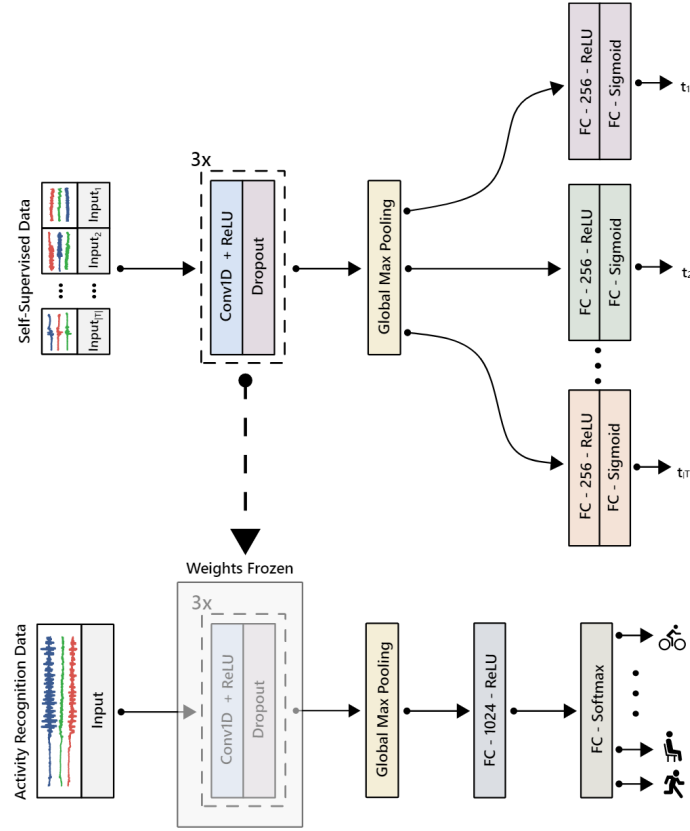 Self-Supervised Data
Input1
Input2
Input|T|
3x
Conv1D + ReLU
Dropout
Global Max Pooling
FC - 256 - ReLU
FC - Sigmoid
t1
FC - 256 - ReLU
FC - Sigmoid
t2
FC - 256 - ReLU
FC - Sigmoid
t|T
Weights Frozen
Activity Recognition Data
Input
3x
Conv1D + ReLU
Dropout
Global Max Pooling
FC - 1024 - ReLU
FC - Softmax